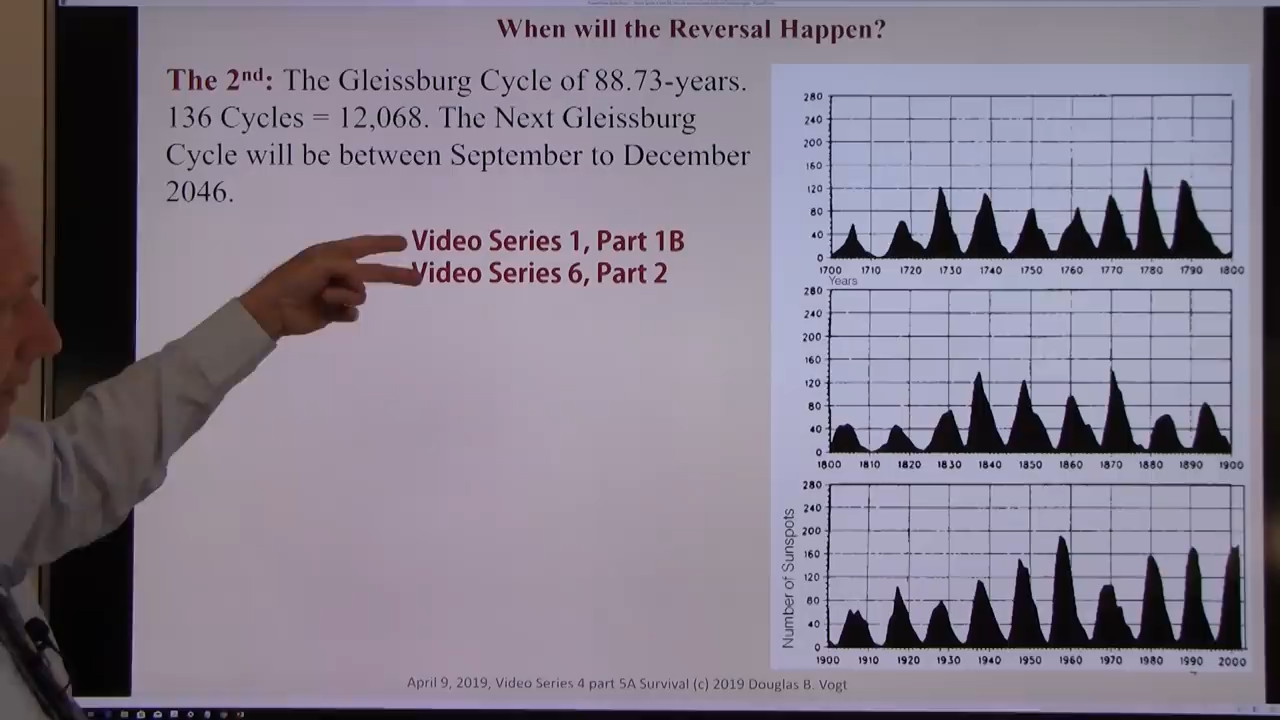 When will the Reversal Happen?
The 2nd: The Gleissburg Cycle of 88.73-years.
136 Cycles = 12,068. The Next Gleissburg
Cycle will be between September to December
2046.
Video Series 1, Part 1B
Video Series 6, Part 2
280
240
200
160
120
80
40
0
1700 1710 1720 1730 1740 1750 1760 1770 1780 1790 1800
Years
280
240
200
160
120
80
40
0
1800 1810 1820 1830 1840 1850 1860 1870 1880 1890 1900
280
240
200
160
120
80
40
0
Number of Sunspots
1900 1910 1920 1930 1940 1950 1960 1970 1980 1990 2000
April 9, 2019, Video Series 4 part 5A Survival (c) 2019 Douglas B. Vogt